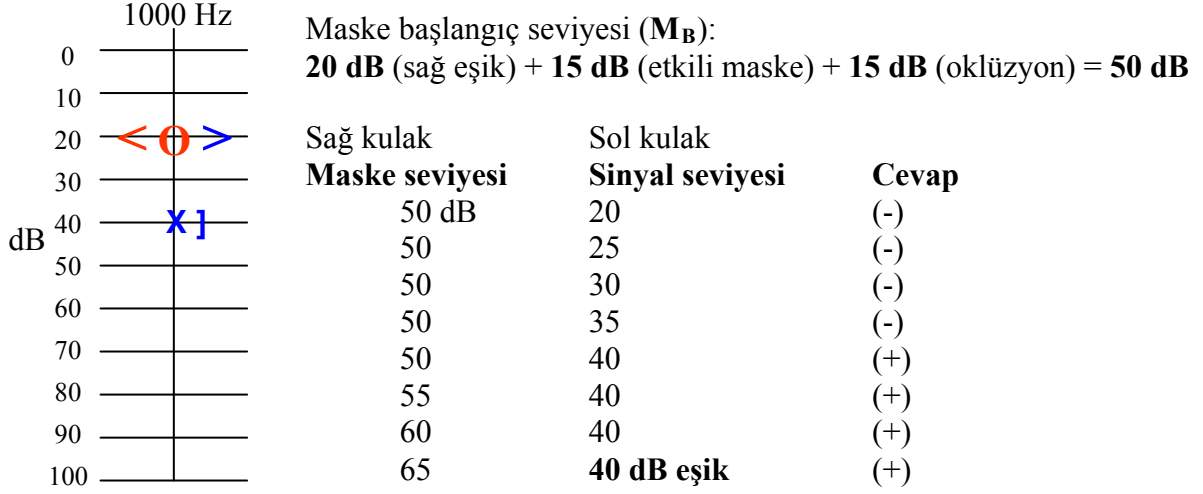 1000 Hz
0
10
20
30
40
50
60
70
80
90
100
dB
< O >
X ]
Maske başlangıç seviyesi (MB):
20 dB (sağ eşik) + 15 dB (etkili maske) + 15 dB (oklüzyon) = 50 dB
Sağ kulak Sol kulak
Maske seviyesi Sinyal seviyesi Cevap
50 dB 20 (-)
50 25 (-)
50 30 (-)
50 35 (-)
50 40 (+)
55 40 (+)
60 40 (+)
65 40 dB eşik (+)